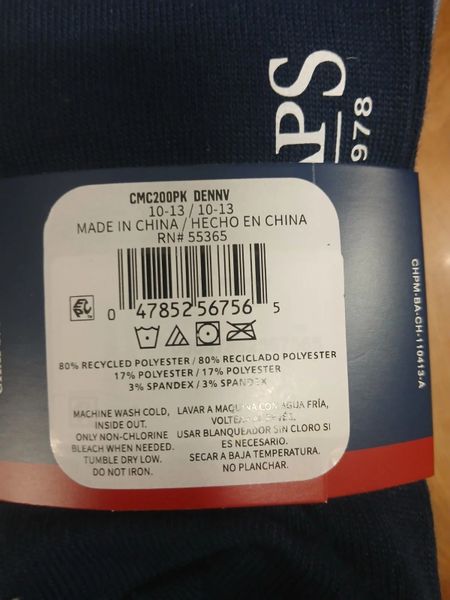 APS
1978
CMC200PK DENNV
10-13 / 10-13
MADE IN CHINA / HECHO EN CHINA
RN# 55365
0 47852 56756 5
80% RECYCLED POLYESTER / 80% RECICLADO POLYESTER
17% POLYESTER / 17% POLYESTER
3% SPANDEX / 3% SPANDEX
MACHINE WASH COLD,
INSIDE OUT.
ONLY NON-CHLORINE
BLEACH WHEN NEEDED.
TUMBLE DRY LOW.
DO NOT IRON.
LAVAR A MAQUINA CON AGUA FRÍA,
USAR BLANQUEADOR SIN CLORO SI
ES NECESARIO.
SECAR A BAJA TEMPERATURA.
NO PLANCHAR.
CHPM-BA-CH-110413-A